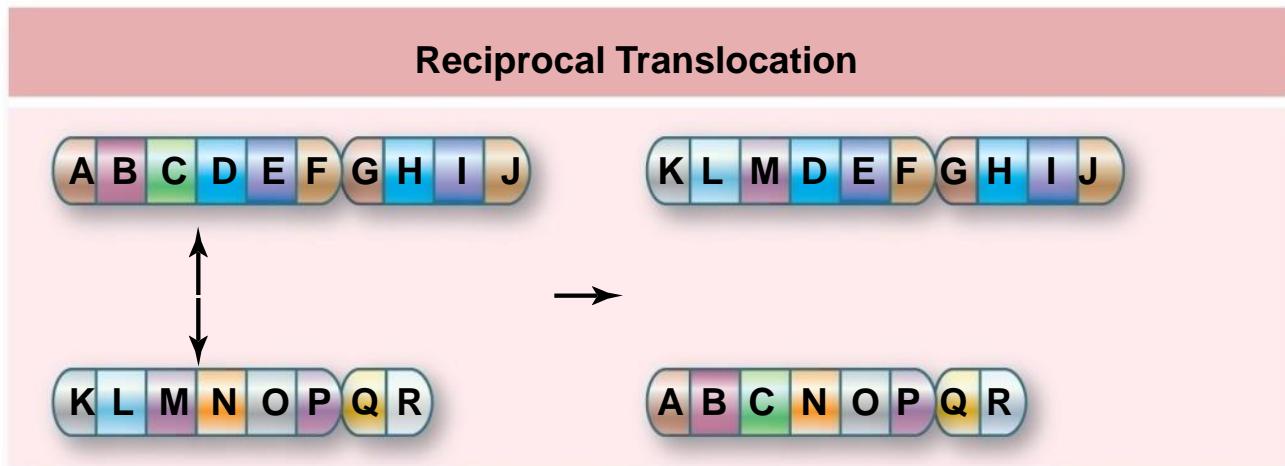 Reciprocal Translocation
A B C D E F G H I J
K L M D E F G H I J
K L M N O P Q R
A B C N O P Q R